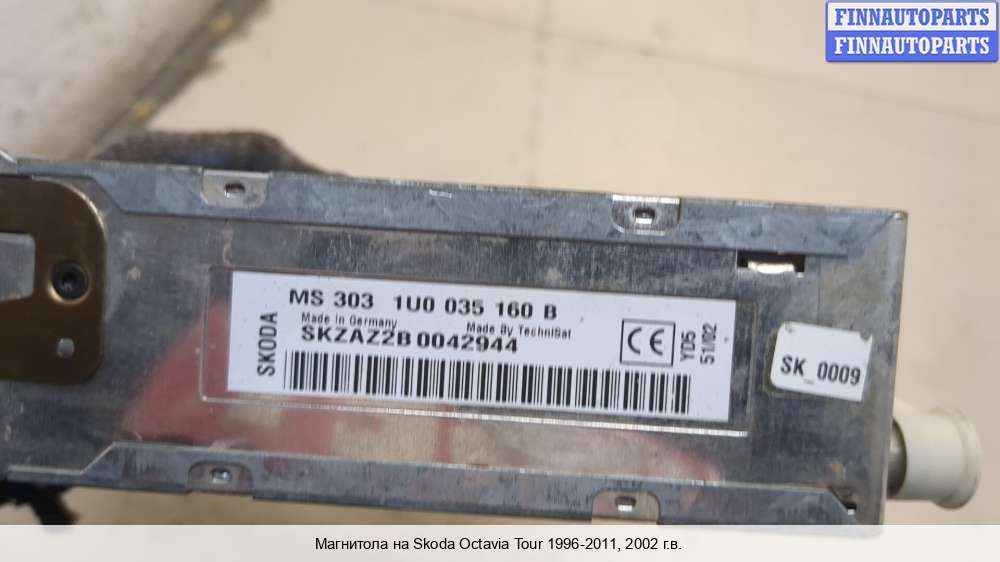 FINNAUTOPARTS
FINNAUTOPARTS
MS 303 1U0 035 160 B
Made in Germany Made By TechniSat
SKZAZ2B 0042944
SKODA
CE
YD5
51/02
SK_0009
Магнитола на Skoda Octavia Tour 1996-2011, 2002 г.в.